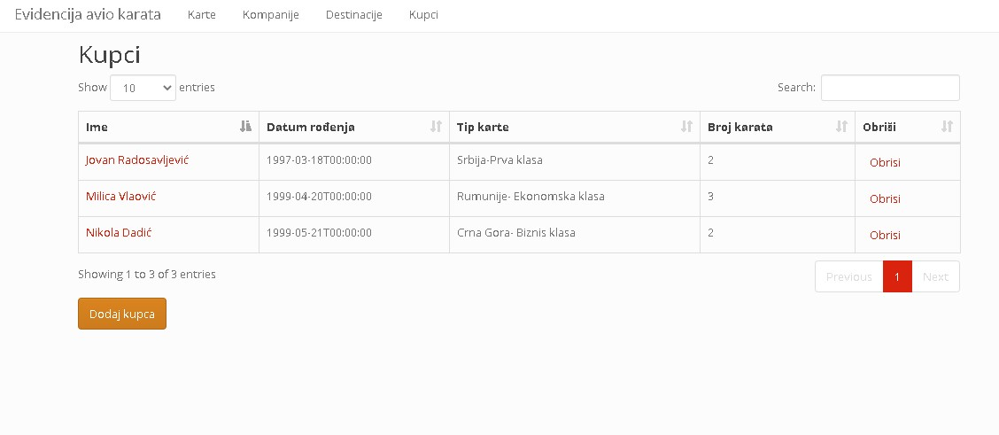 Evidencija avio karata Karte Kompanije Destinacije Kupci
Kupci
Show 10 entries Search:
Ime Datum rođenja Tip karte Broj karata Obriši
Jovan Radosavljević 1997-03-18T00:00:00 Srbija-Prva klasa 2 Obrisi
Milica Vlaović 1999-04-20T00:00:00 Rumunije- Ekonomska klasa 3 Obrisi
Nikola Dadić 1999-05-21T00:00:00 Crna Gora- Biznis klasa 2 Obrisi
Showing 1 to 3 of 3 entries Previous 1 Next
Dodaj kupca